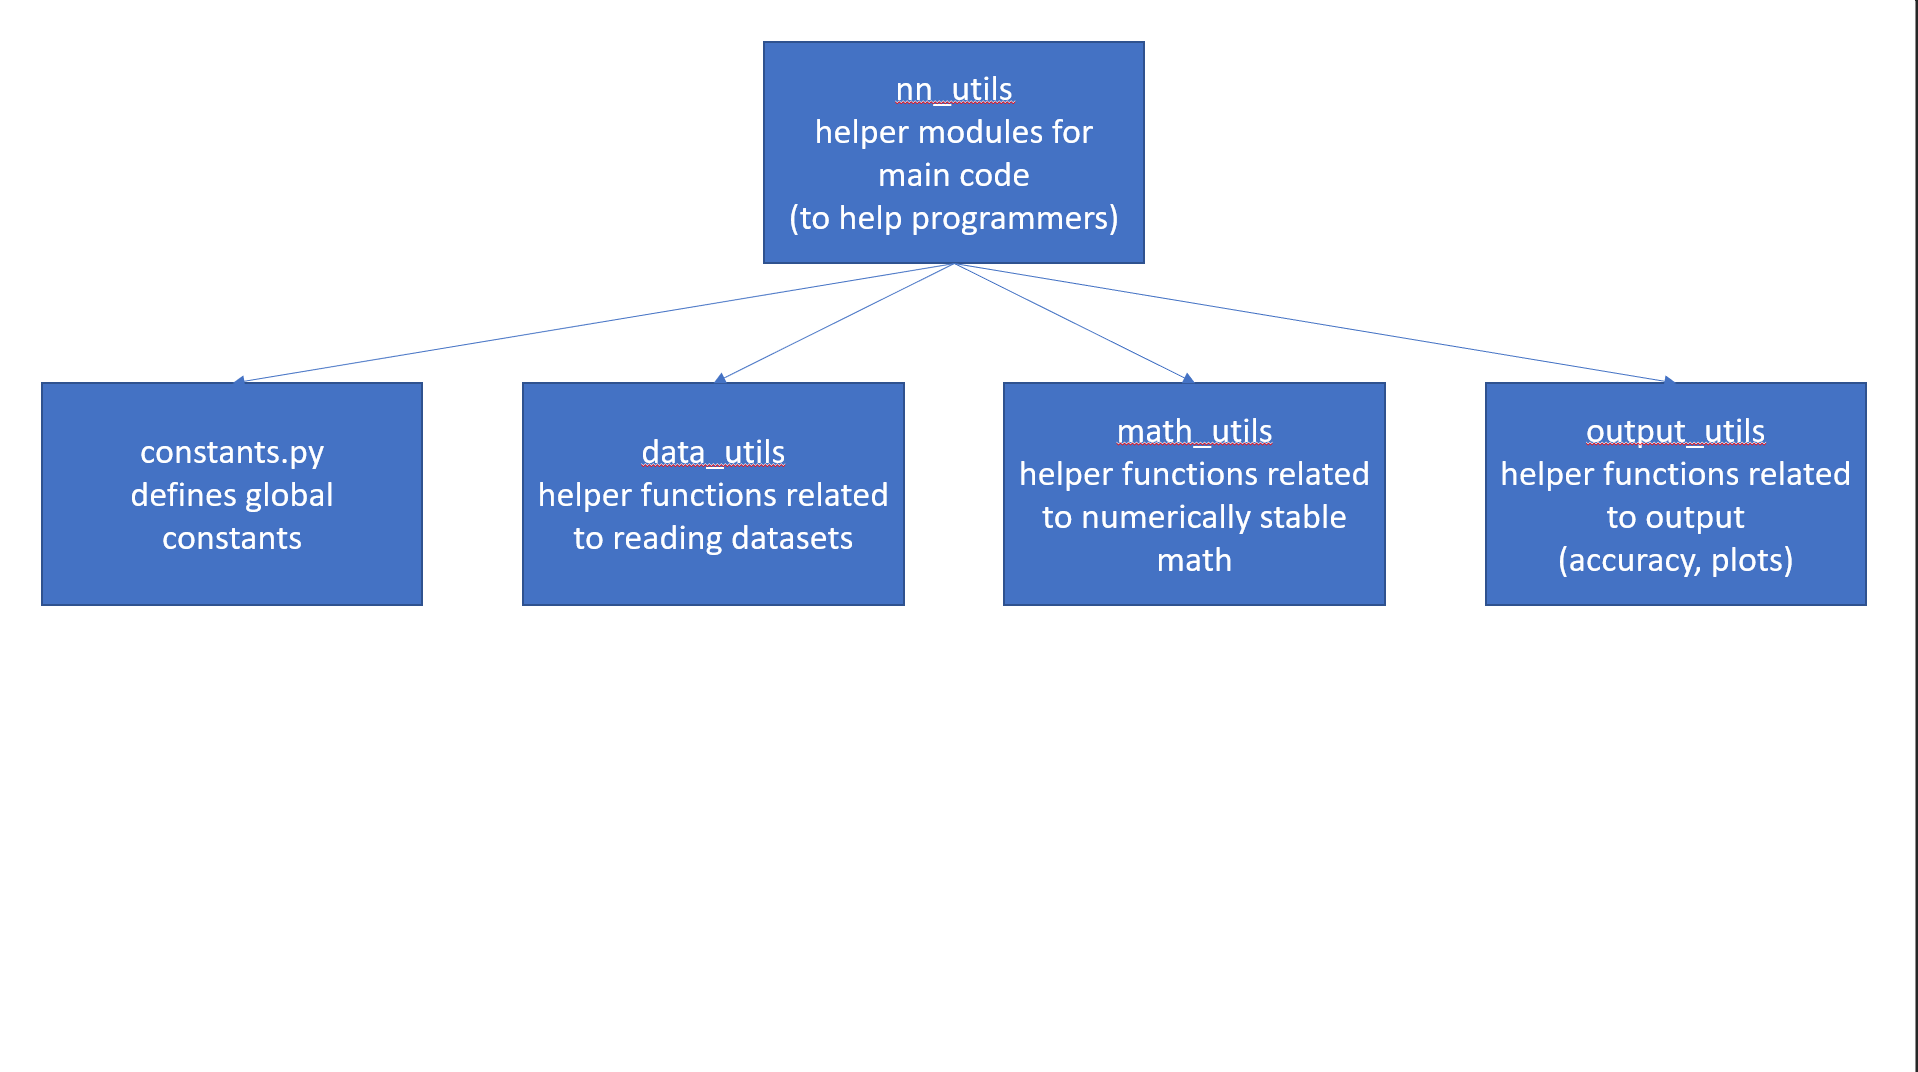 nn_utils
helper modules for
main code
(to help programmers)
constants.py
defines global
constants
data_utils
helper functions related
to reading datasets
math_utils
helper functions related
to numerically stable
math
output_utils
helper functions related
to output
(accuracy, plots)